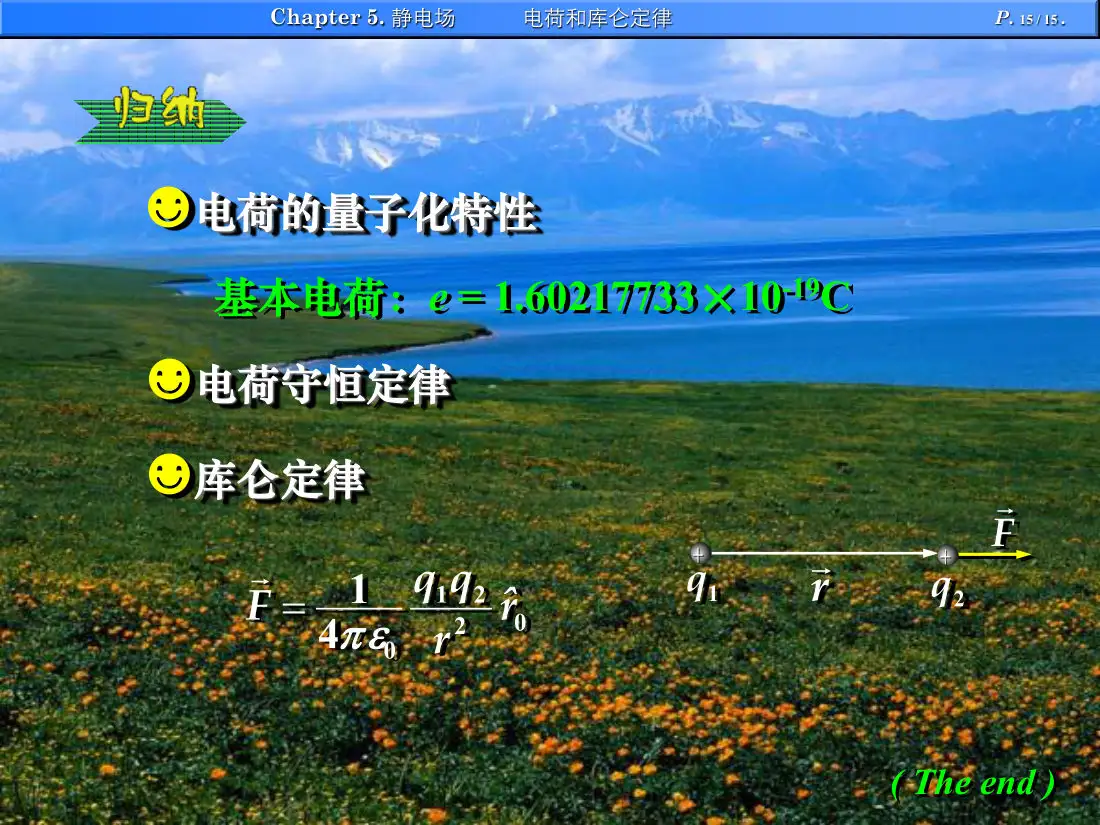 Chapter 5. 静电场 电荷和库仑定律 P. 15 / 15 .
归纳
电荷的量子化特性
基本电荷：e = 1.60217733×10⁻¹⁹C
电荷守恒定律
库仑定律
F⃗ = 1/(4πε₀) q₁q₂/r² r̂₀
q₁ r⃗ q₂ F⃗
( The end )